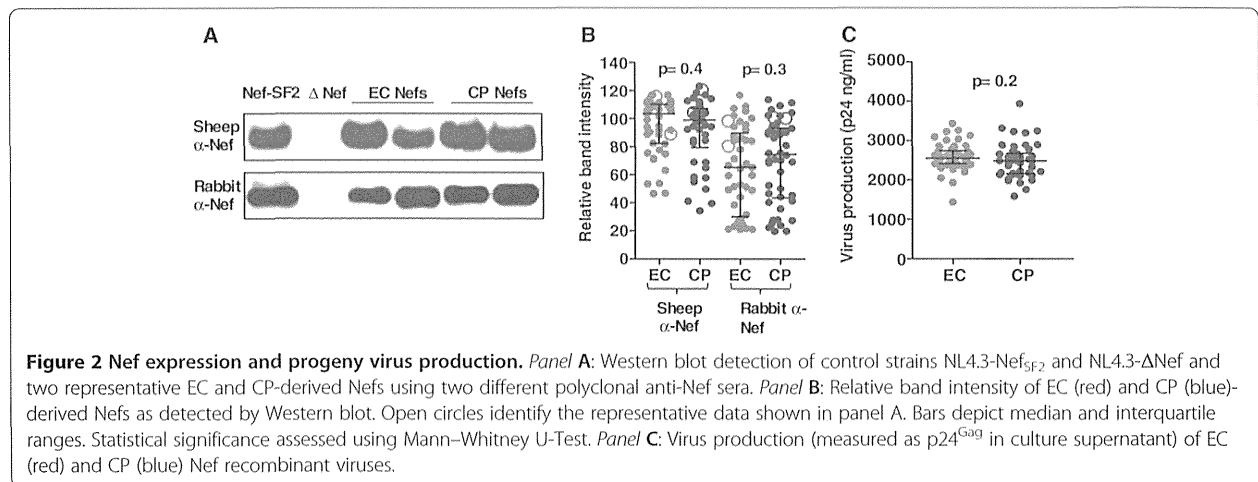 A
Nef-SF2 Δ Nef EC Nefs CP Nefs
Sheep
α-Nef
Rabbit
α-Nef
B
Relative band intensity
140
120
100
80
60
40
20
0
p= 0.4 p= 0.3
EC CP EC CP
Sheep
α-Nef
Rabbit α-
Nef
C
Virus production (p24 ng/ml)
5000
4000
3000
2000
1000
0
p= 0.2
EC CP
Figure 2 Nef expression and progeny virus production. Panel A: Western blot detection of control strains NL4.3-NefSF2 and NL4.3-ΔNef and
two representative EC and CP-derived Nefs using two different polyclonal anti-Nef sera. Panel B: Relative band intensity of EC (red) and CP (blue)-
derived Nefs as detected by Western blot. Open circles identify the representative data shown in panel A. Bars depict median and interquartile
ranges. Statistical significance assessed using Mann–Whitney U-Test. Panel C: Virus production (measured as p24Gag in culture supernatant) of EC
(red) and CP (blue) Nef recombinant viruses.